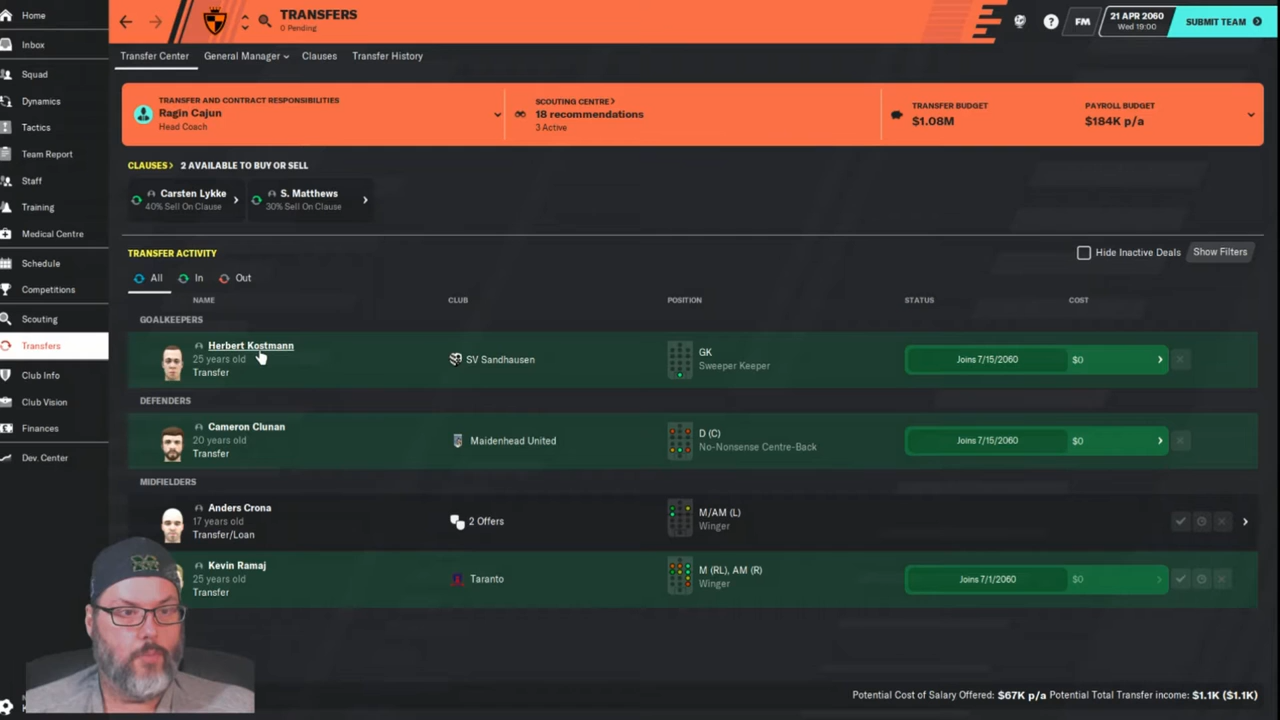 Home
Inbox
Squad
Dynamics
Tactics
Team Report
Staff
Training
Medical Centre
Schedule
Competitions
Scouting
Transfers
Club Info
Club Vision
Finances
Dev. Center
TRANSFERS
0 Pending
FM
21 APR 2060
Wed 19:00
SUBMIT TEAM
Transfer Center
General Manager
Clauses
Transfer History
TRANSFER AND CONTRACT RESPONSIBILITIES
Ragin Cajun
Head Coach
SCOUTING CENTRE>
18 recommendations
3 Active
TRANSFER BUDGET
$1.08M
PAYROLL BUDGET
$184K p/a
CLAUSES> 2 AVAILABLE TO BUY OR SELL
Carsten Lykke
40% Sell On Clause
S. Matthews
30% Sell On Clause
TRANSFER ACTIVITY
Hide Inactive Deals
Show Filters
All
In
Out
NAME
CLUB
POSITION
STATUS
COST
GOALKEEPERS
Herbert Kostmann
25 years old
Transfer
SV Sandhausen
GK
Sweeper Keeper
Joins 7/15/2060
$0
DEFENDERS
Cameron Clunan
20 years old
Transfer
Maidenhead United
D (C)
No-Nonsense Centre-Back
Joins 7/15/2060
$0
MIDFIELDERS
Anders Crona
17 years old
Transfer/Loan
2 Offers
M/AM (L)
Winger
Kevin Ramaj
25 years old
Transfer
Taranto
M (RL), AM (R)
Winger
Joins 7/1/2060
$0
Potential Cost of Salary Offered: $67K p/a Potential Total Transfer income: $1.1K ($1.1K)